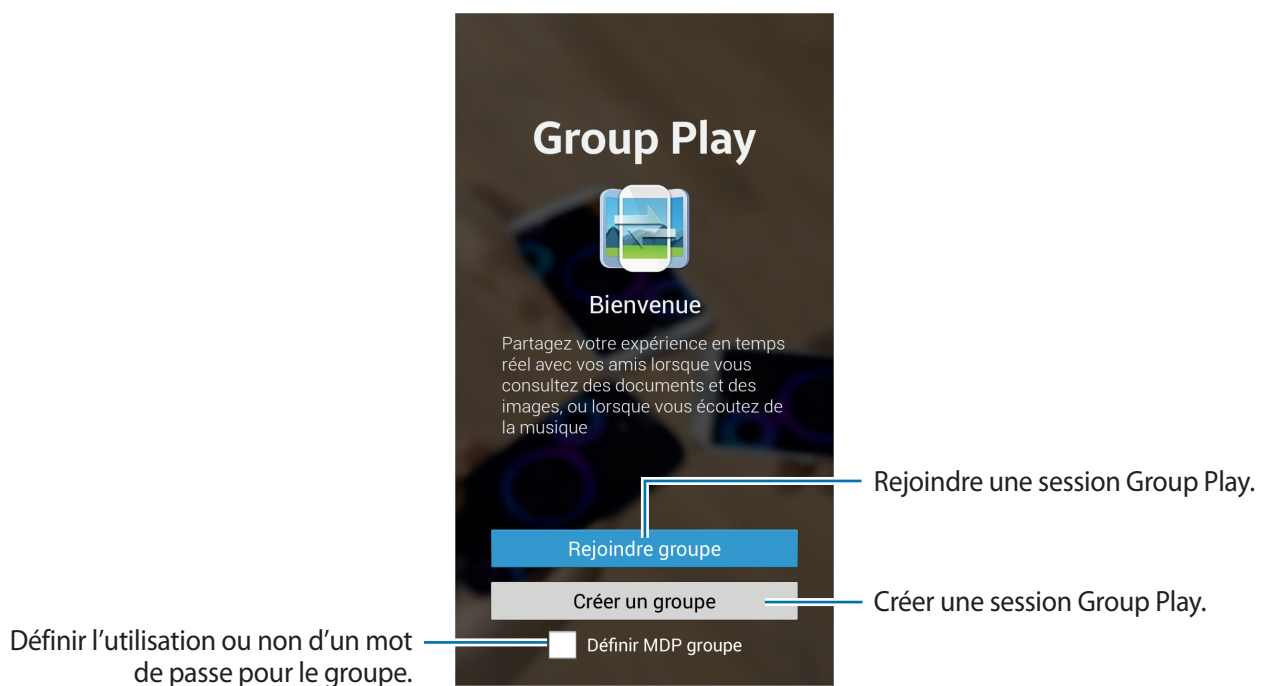 Group Play
Bienvenue
Partagez votre expérience en temps
réel avec vos amis lorsque vous
consultez des documents et des
images, ou lorsque vous écoutez de
la musique
Rejoindre une session Group Play.
Rejoindre groupe
Créer un groupe
Créer une session Group Play.
Définir l’utilisation ou non d’un mot
de passe pour le groupe.
Définir MDP groupe